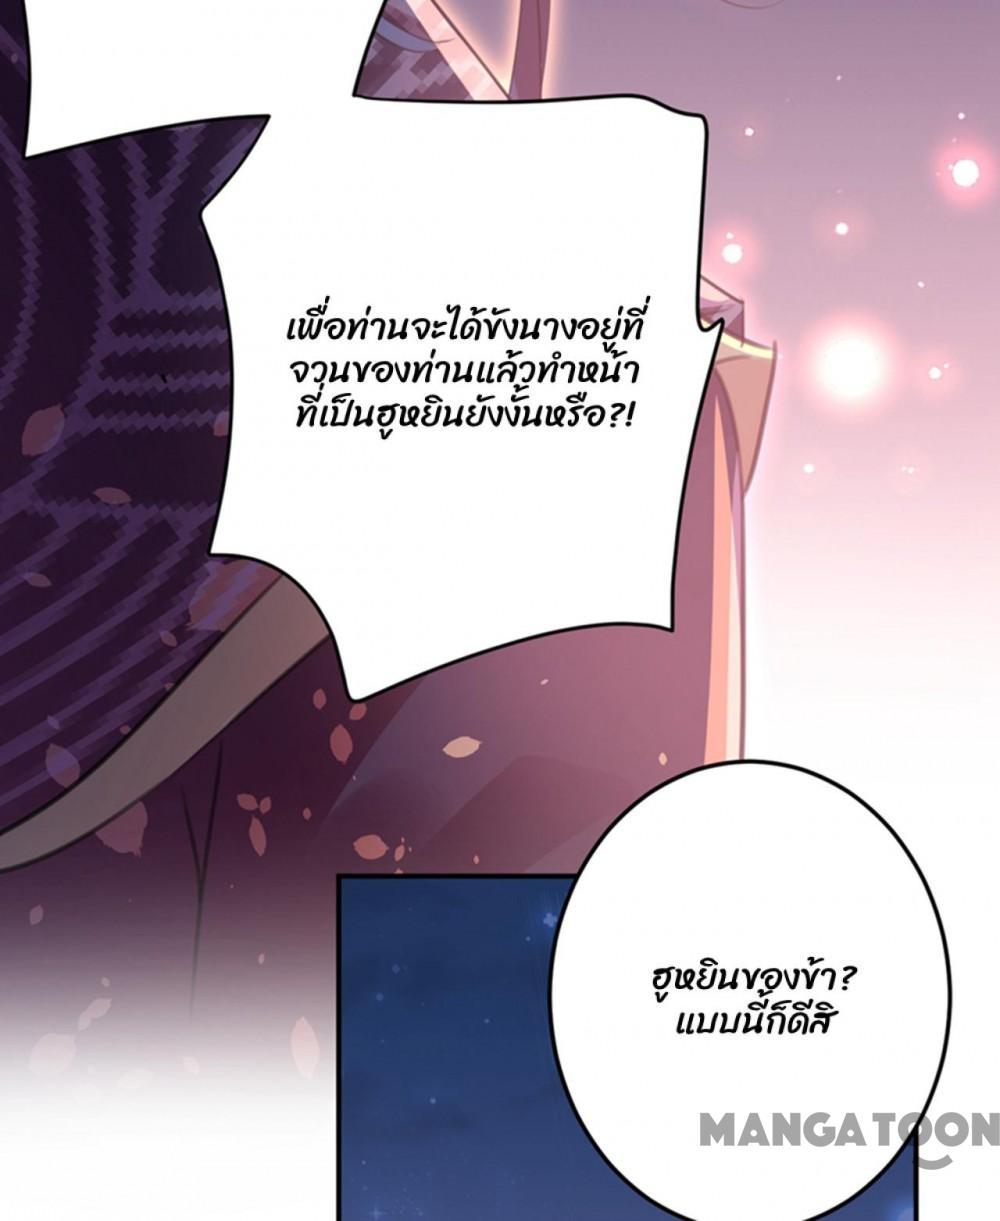 เพื่อท่านจะได้ขังนางอยู่ที่
จวนของท่านแล้วทำหน้า
ที่เป็นฮูหยินยังงั้นหรือ?!
ฮูหยินของข้า?
แบบนี้ก็ดีสิ
MANGATOON